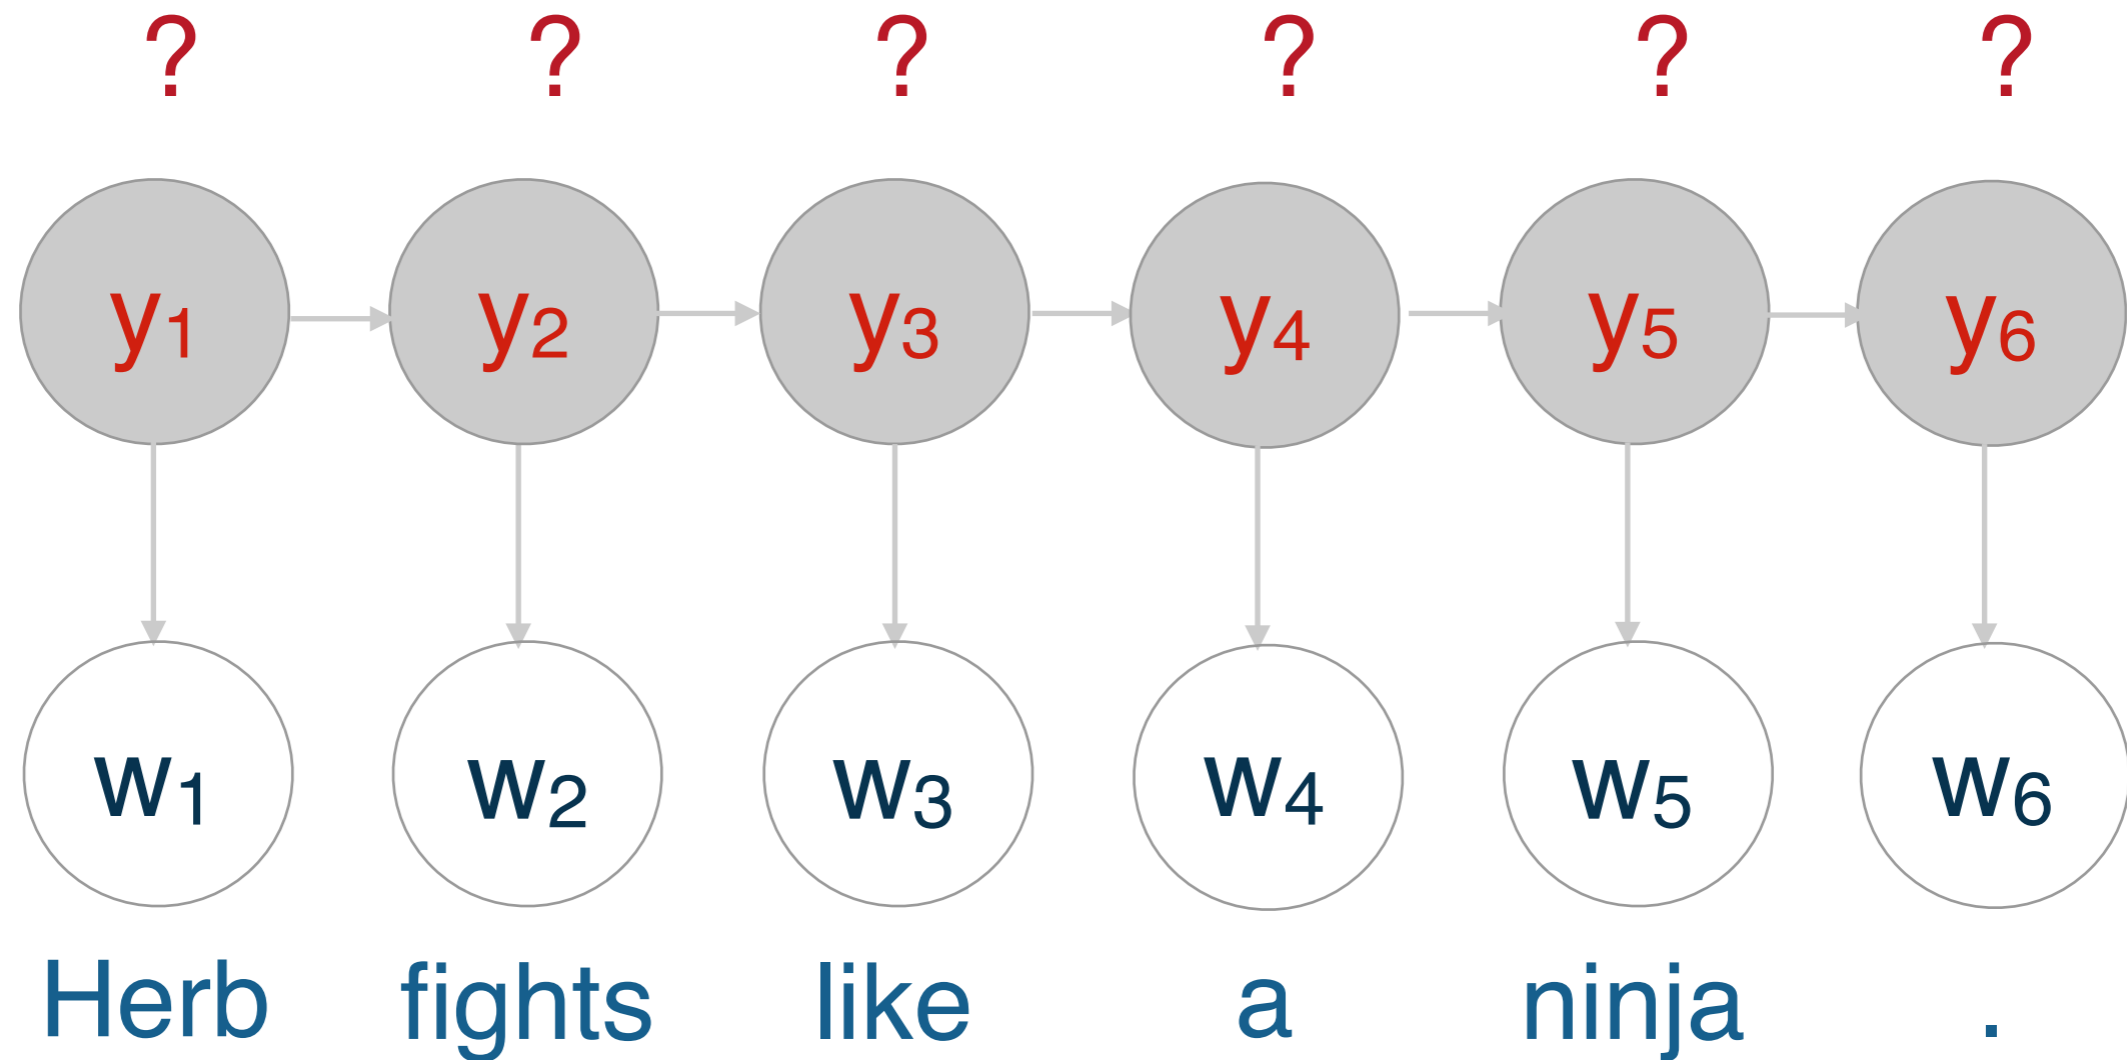 ? ? ? ? ? ?
y1 y2 y3 y4 y5 y6
w1 w2 w3 w4 w5 w6
Herb fights like a ninja .